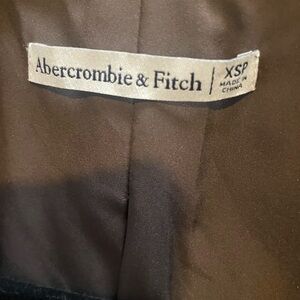 Abercrombie & Fitch
XSP
MADE IN
CHINA